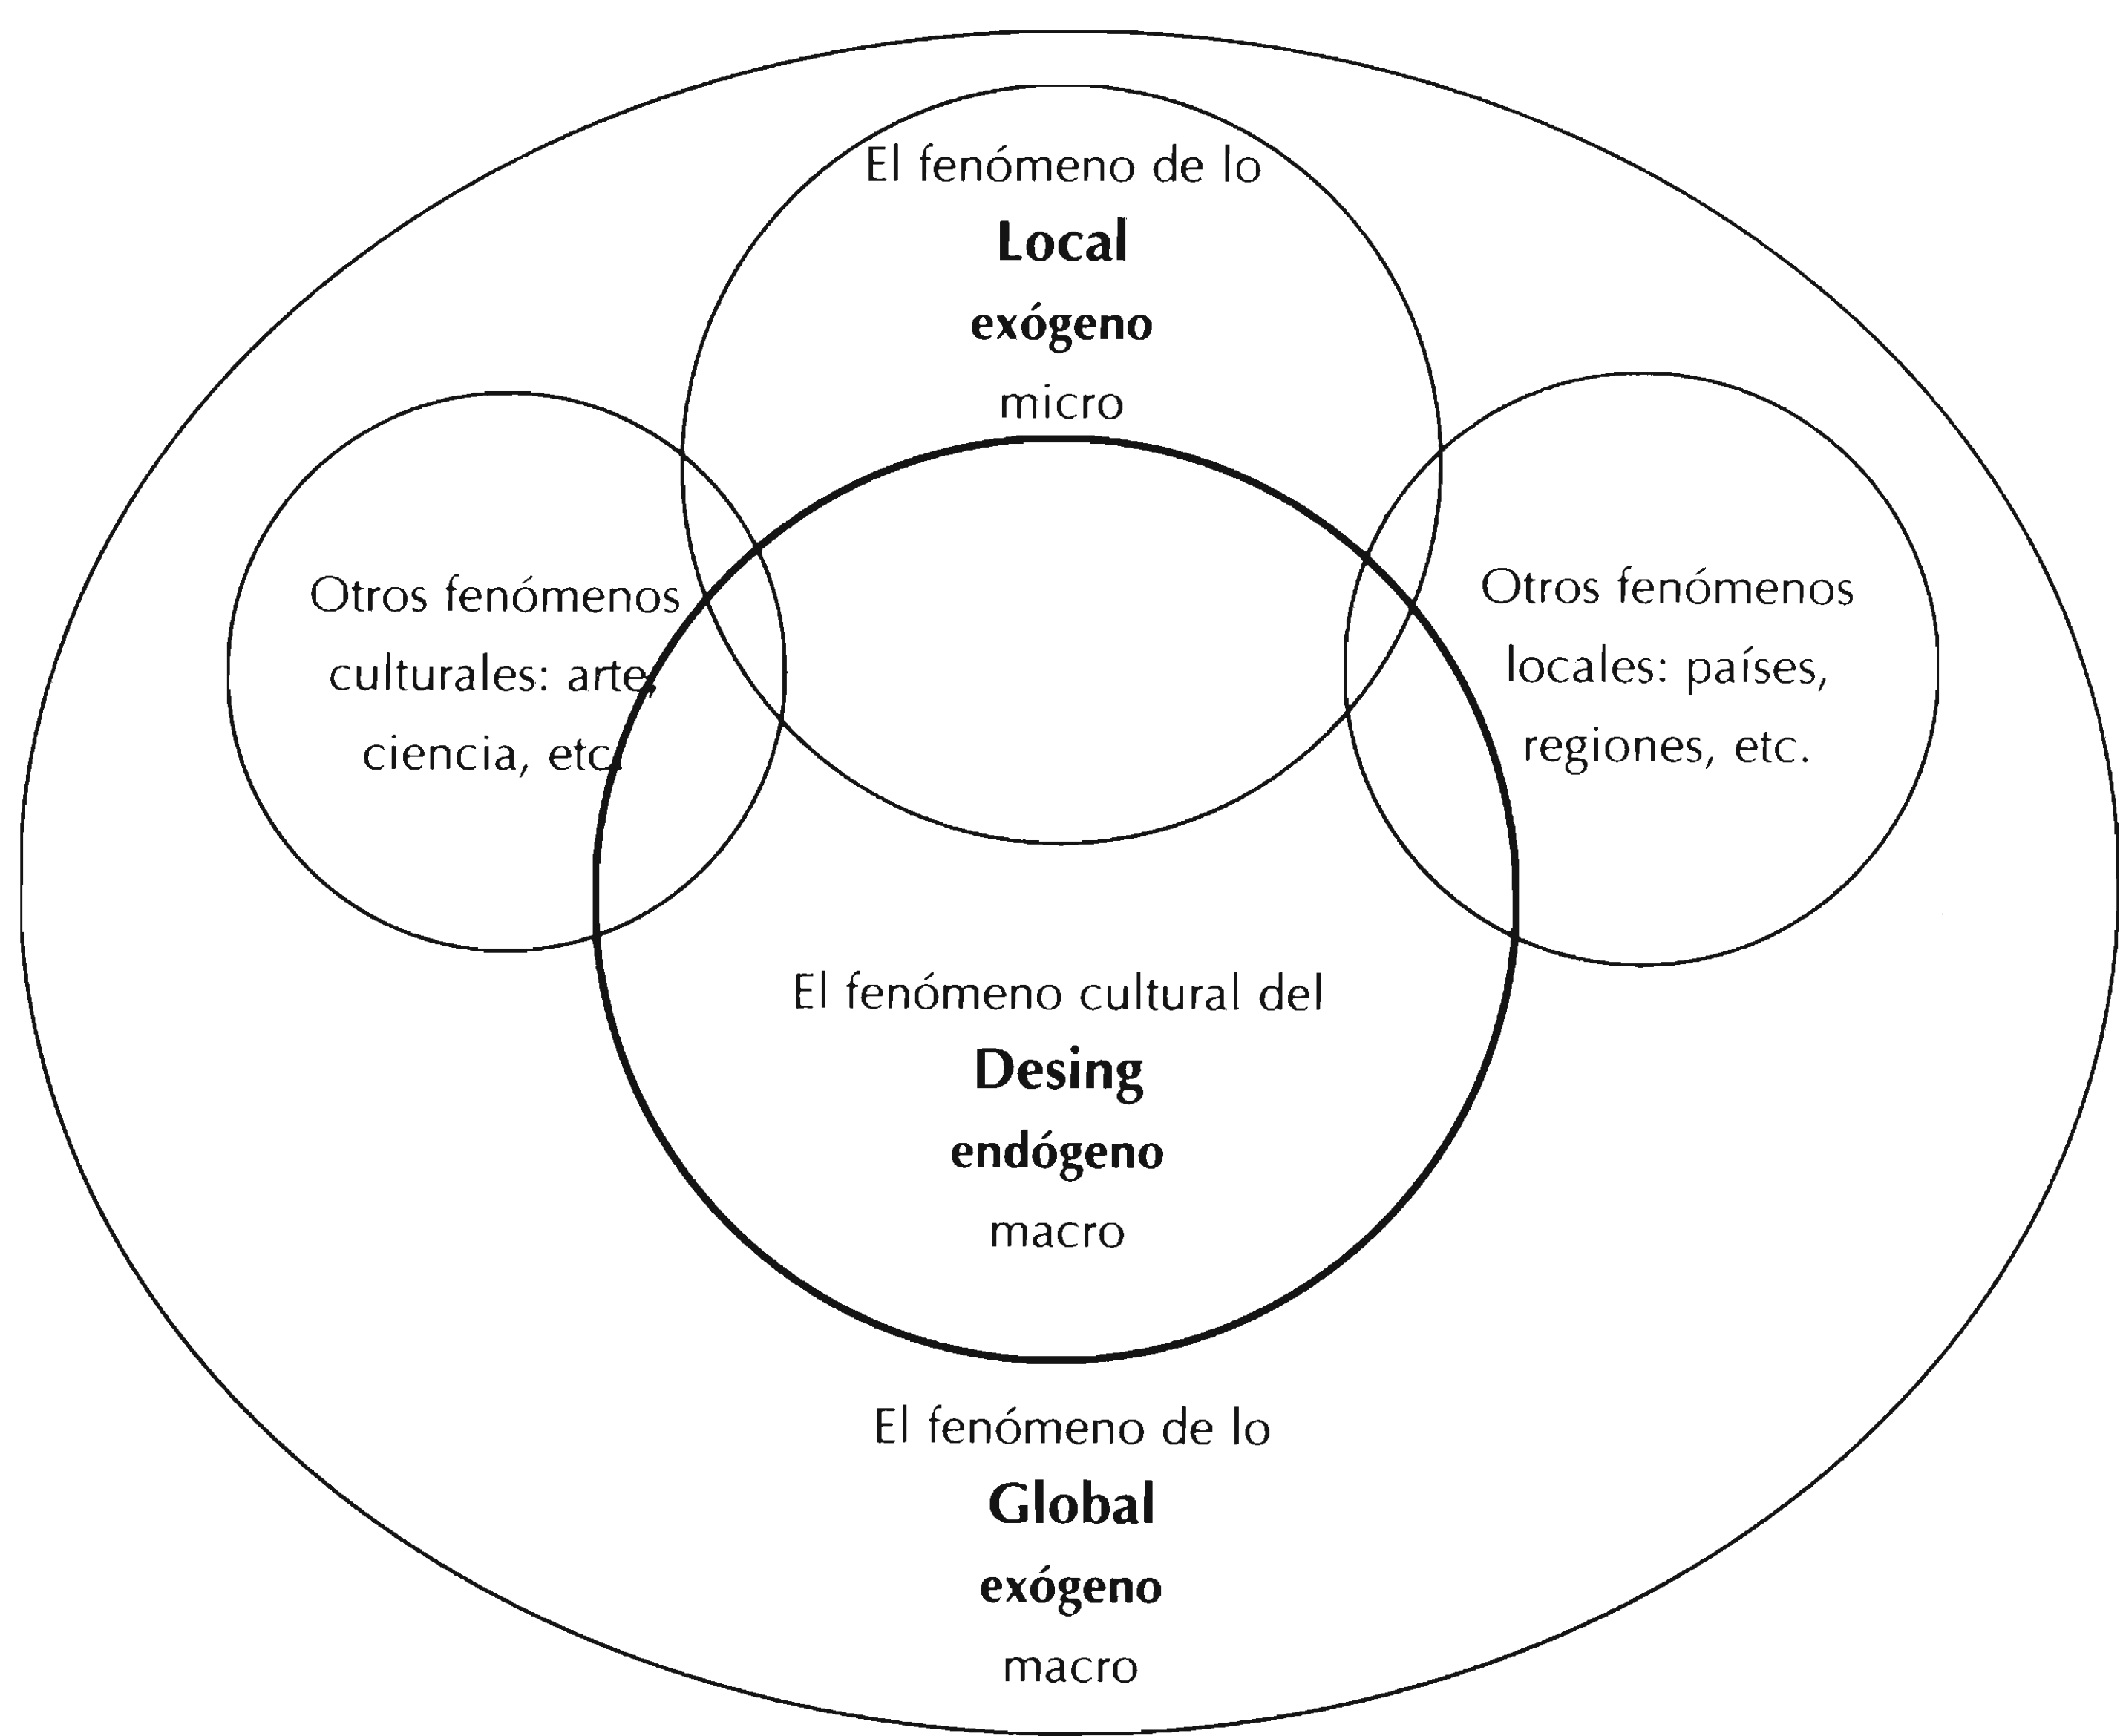 El fenómeno de lo
Local
exógeno
micro
Otros fenómenos
culturales: arte,
ciencia, etc.
Otros fenómenos
locales: países,
regiones, etc.
El fenómeno cultural del
Desing
endógeno
macro
El fenómeno de lo
Global
exógeno
macro